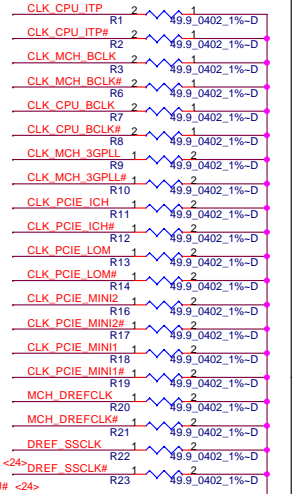 CLK_CPU_ITP 2 1
R1 49.9_0402_1%~D
CLK_CPU_ITP# 2 1
R2 49.9_0402_1%~D
CLK_MCH_BCLK 2 1
R3 49.9_0402_1%~D
CLK_MCH_BCLK# 2 1
R6 49.9_0402_1%~D
CLK_CPU_BCLK 2 1
R7 49.9_0402_1%~D
CLK_CPU_BCLK# 2 1
R8 49.9_0402_1%~D
CLK_MCH_3GPLL 1 2
R9 49.9_0402_1%~D
CLK_MCH_3GPLL# 1 2
R10 49.9_0402_1%~D
CLK_PCIE_ICH 1 2
R11 49.9_0402_1%~D
CLK_PCIE_ICH# 1 2
R12 49.9_0402_1%~D
CLK_PCIE_LOM 1 2
R13 49.9_0402_1%~D
CLK_PCIE_LOM# 1 2
R14 49.9_0402_1%~D
CLK_PCIE_MINI2 1 2
R16 49.9_0402_1%~D
CLK_PCIE_MINI2# 1 2
R17 49.9_0402_1%~D
CLK_PCIE_MINI1 1 2
R18 49.9_0402_1%~D
CLK_PCIE_MINI1# 1 2
R19 49.9_0402_1%~D
MCH_DREFCLK 1 2
R20 49.9_0402_1%~D
MCH_DREFCLK# 1 2
R21 49.9_0402_1%~D
DREF_SSCLK 1 2
R22 49.9_0402_1%~D
<24> DREF_SSCLK# 1 2
R23 49.9_0402_1%~D
# <24>